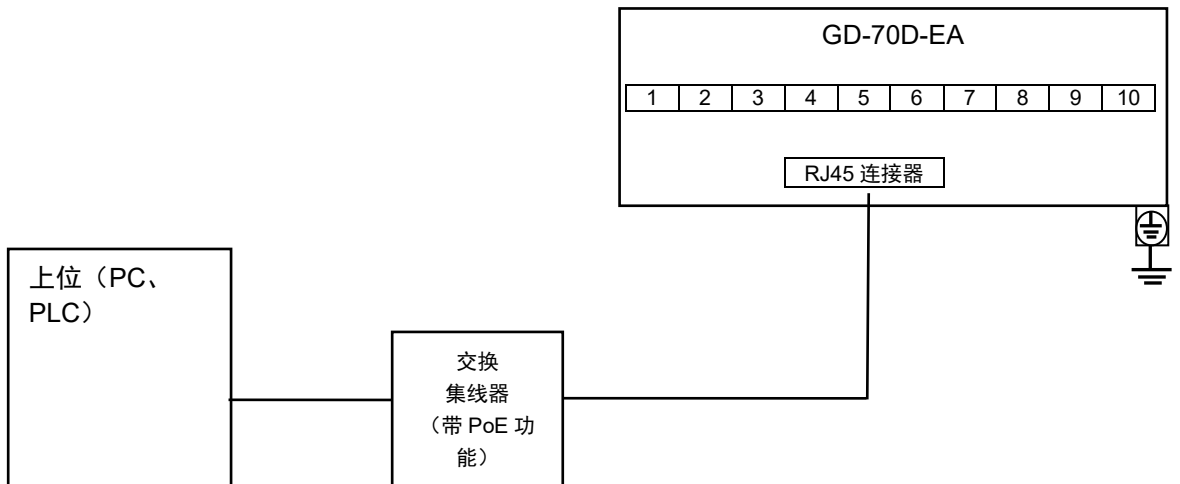 GD-70D-EA
1 2 3 4 5 6 7 8 9 10
RJ45 连接器
上位（PC、
PLC）
交换
集线器
（带 PoE 功
能）